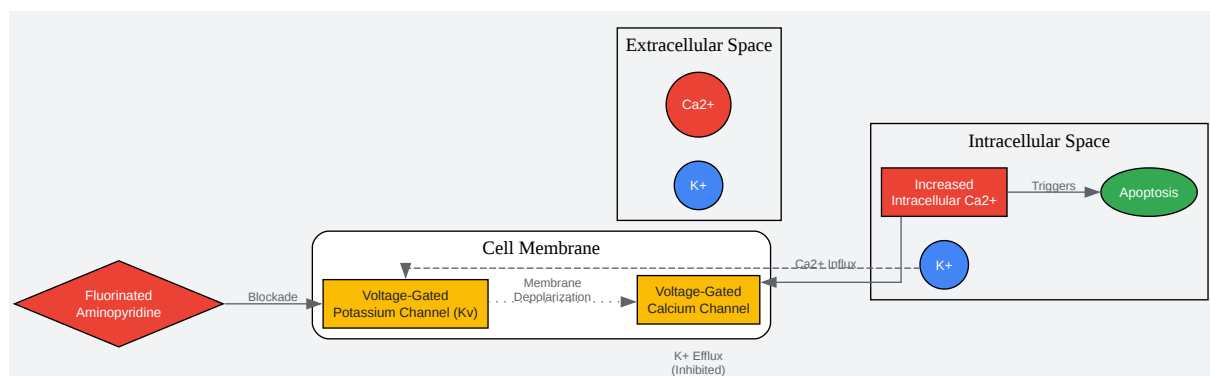 Extracellular Space
Ca2+
K+
Intracellular Space
Increased
Intracellular Ca2+
Triggers
Apoptosis
K+
Cell Membrane
Ca2+ Influx
Fluorinated
Aminopyridine
Blockade
Voltage-Gated
Potassium Channel (Kv)
Membrane
Depolarization
Voltage-Gated
Calcium Channel
K+ Efflux
(Inhibited)